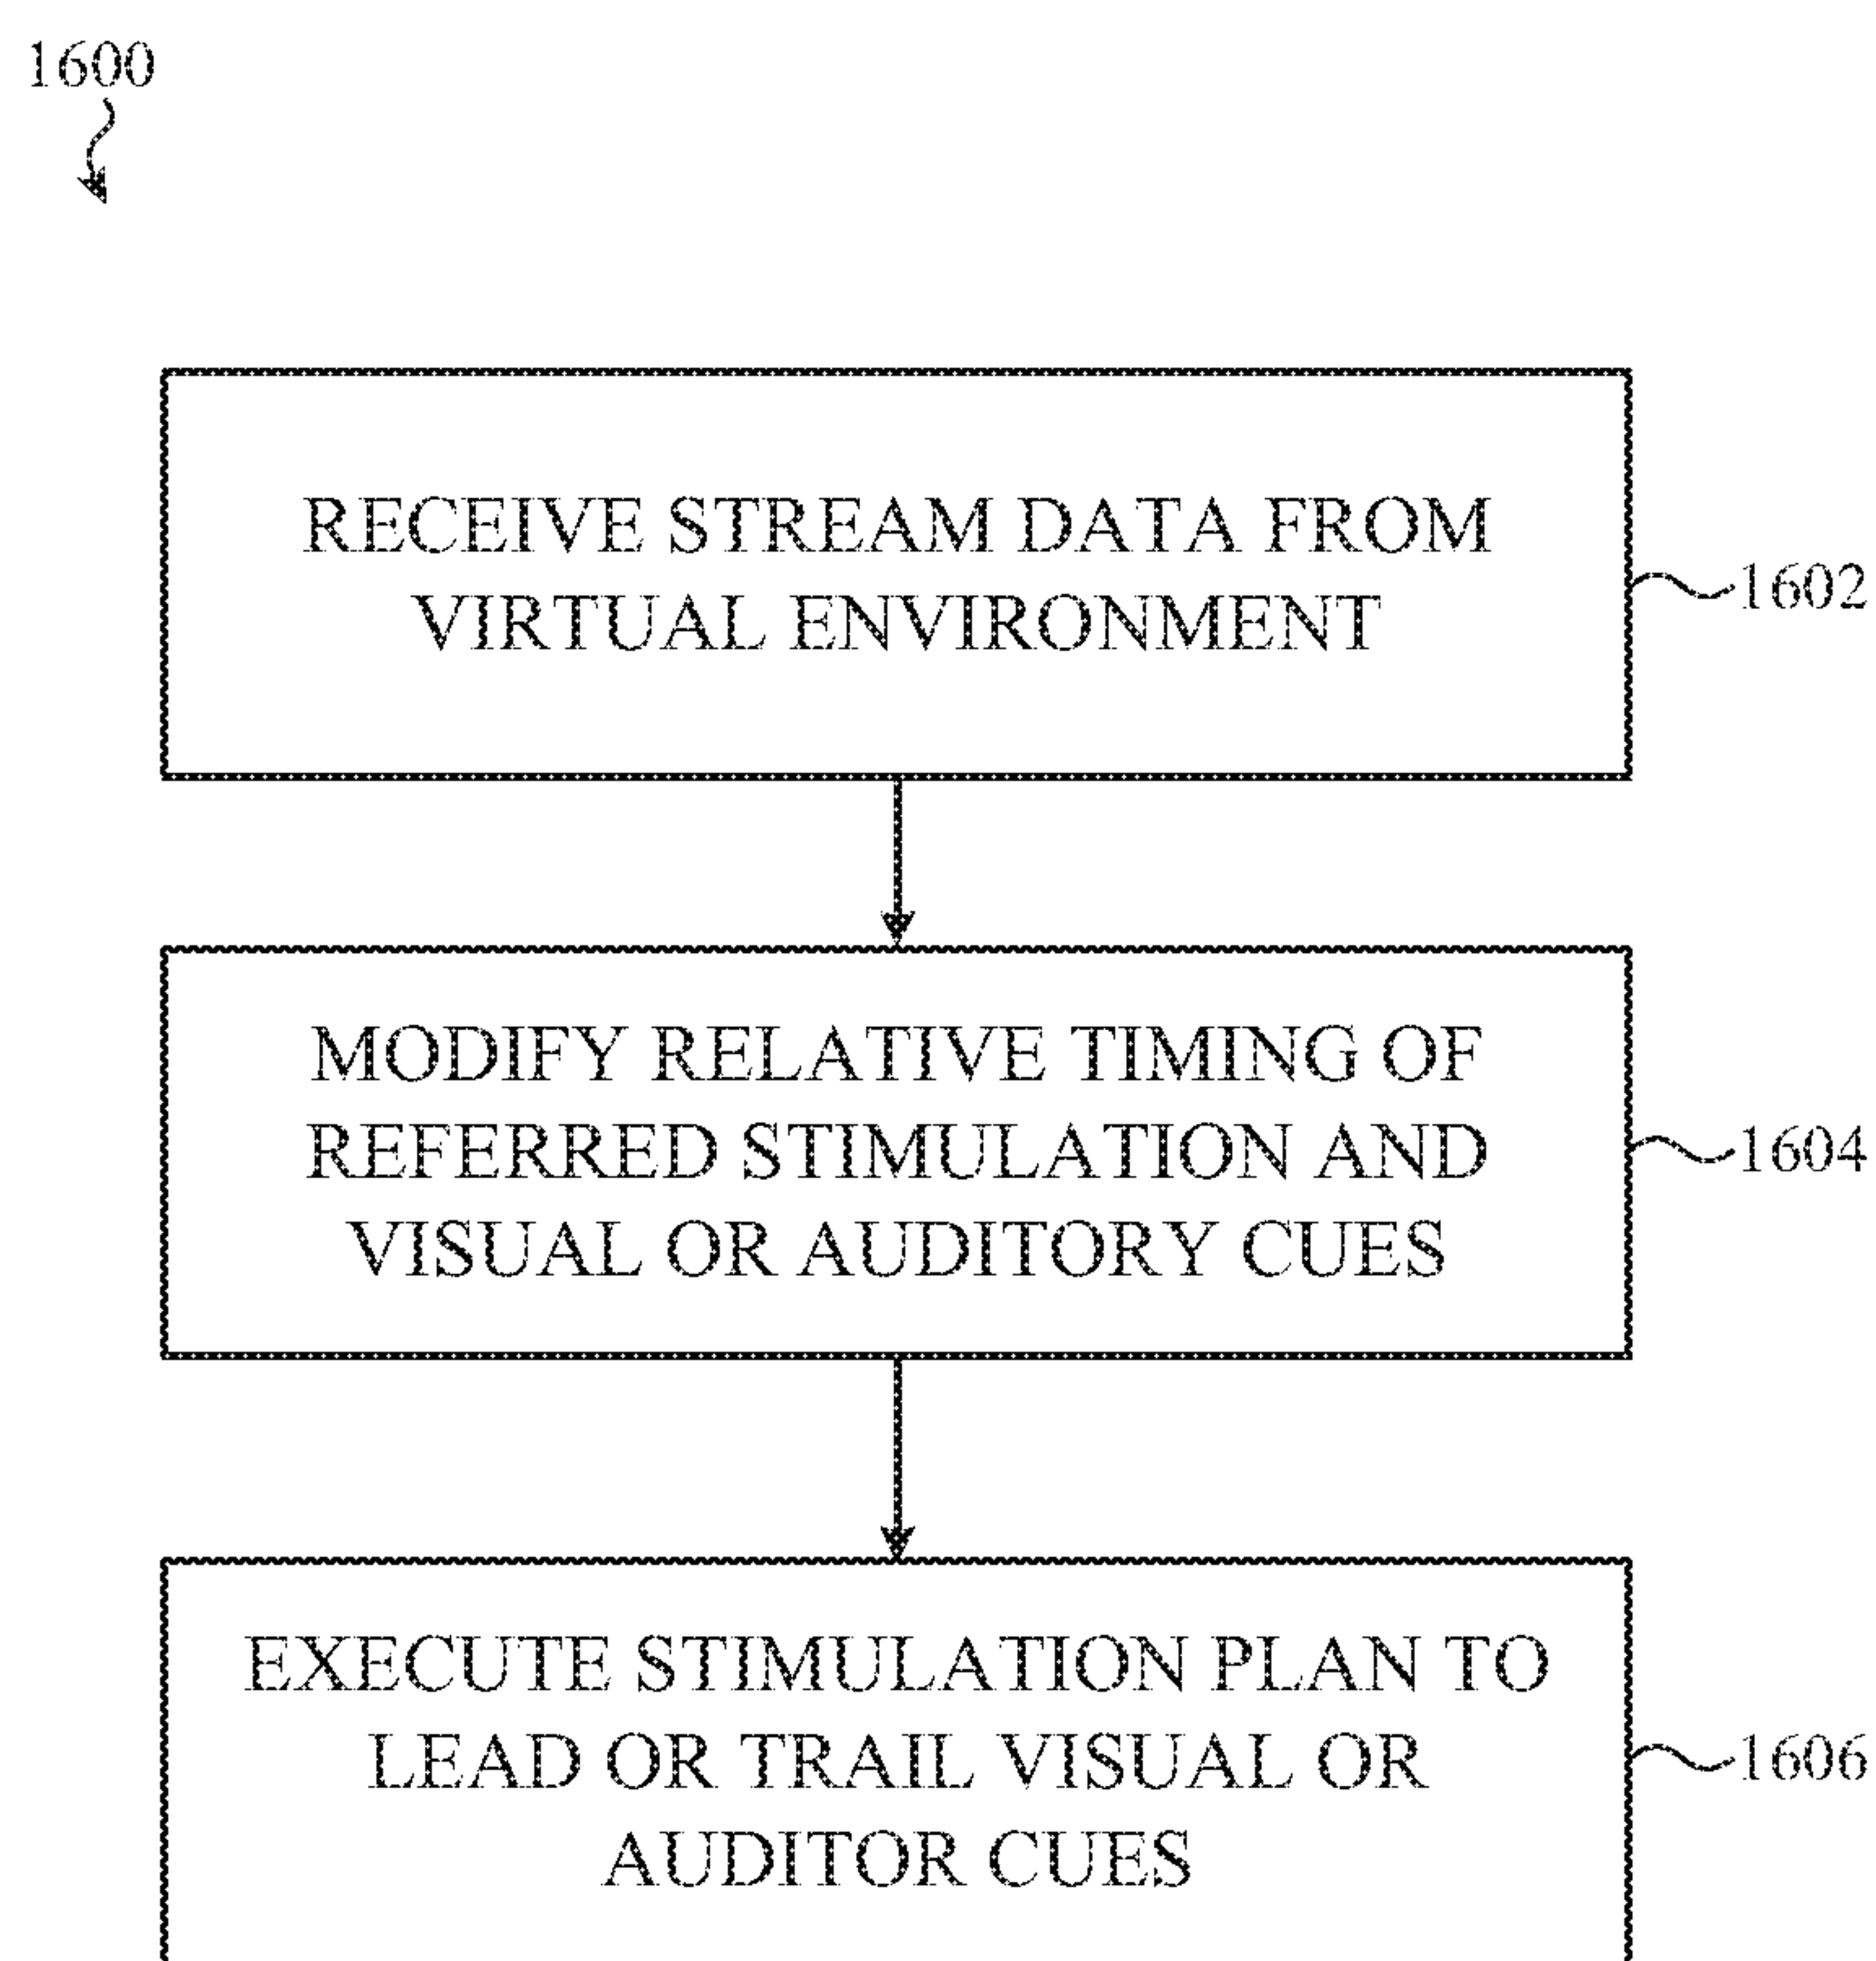 1600
RECEIVE STREAM DATA FROM
VIRTUAL ENVIRONMENT
1602
MODIFY RELATIVE TIMING OF
REFERRED STIMULATION AND
VISUAL OR AUDITORY CUES
1604
EXECUTE STIMULATION PLAN TO
LEAD OR TRAIL VISUAL OR
AUDITOR CUES
1606